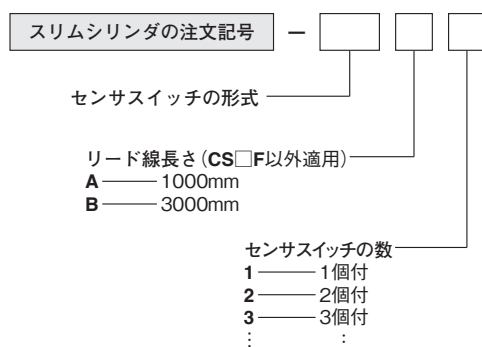 スリムシリンダの注文記号 −
センサスイッチの形式
リード線長さ（CS□F以外適用）
A 1000mm
B 3000mm
センサスイッチの数
1 1個付
2 2個付
3 3個付
⋮ ：